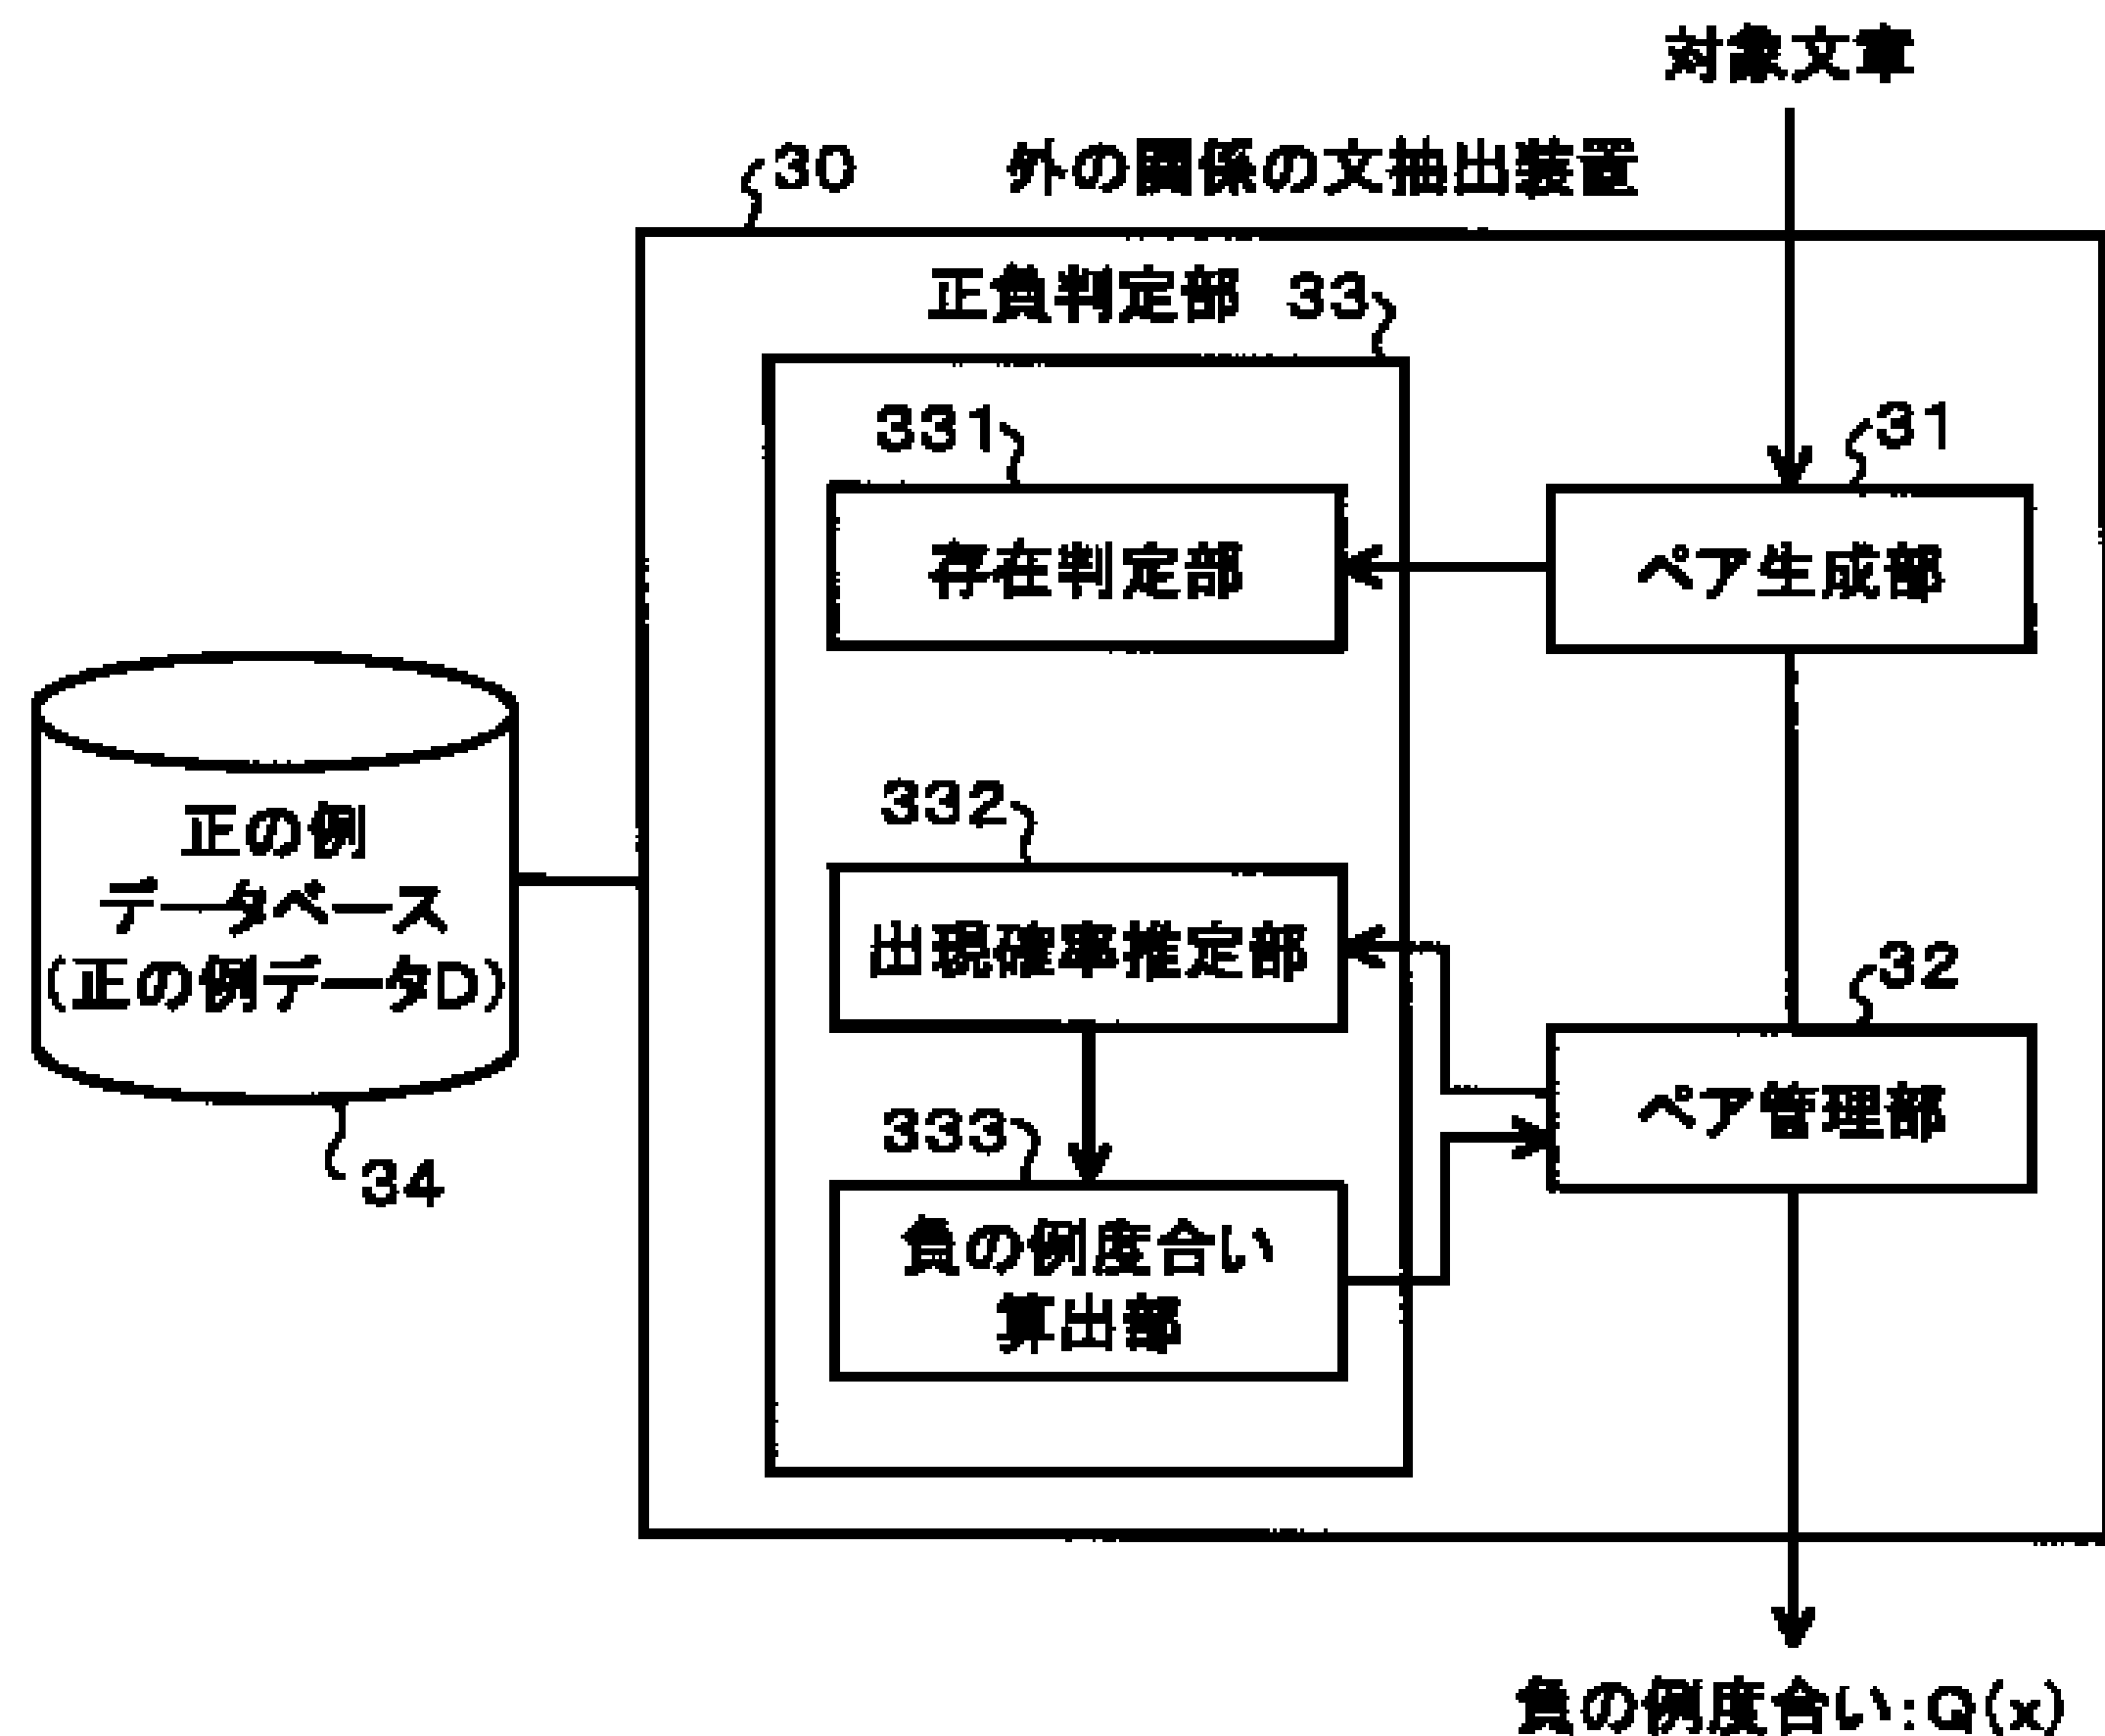 対象文章
30 外の関係の文抽出装置
正負判定部 33
331
31
存在判定部
ペア生成部
332
正の例
データベース
(正の例データD)
出現確率推定部
32
333
ペア管理部
34
負の例度合い
算出部
負の例度合い:Q(x)